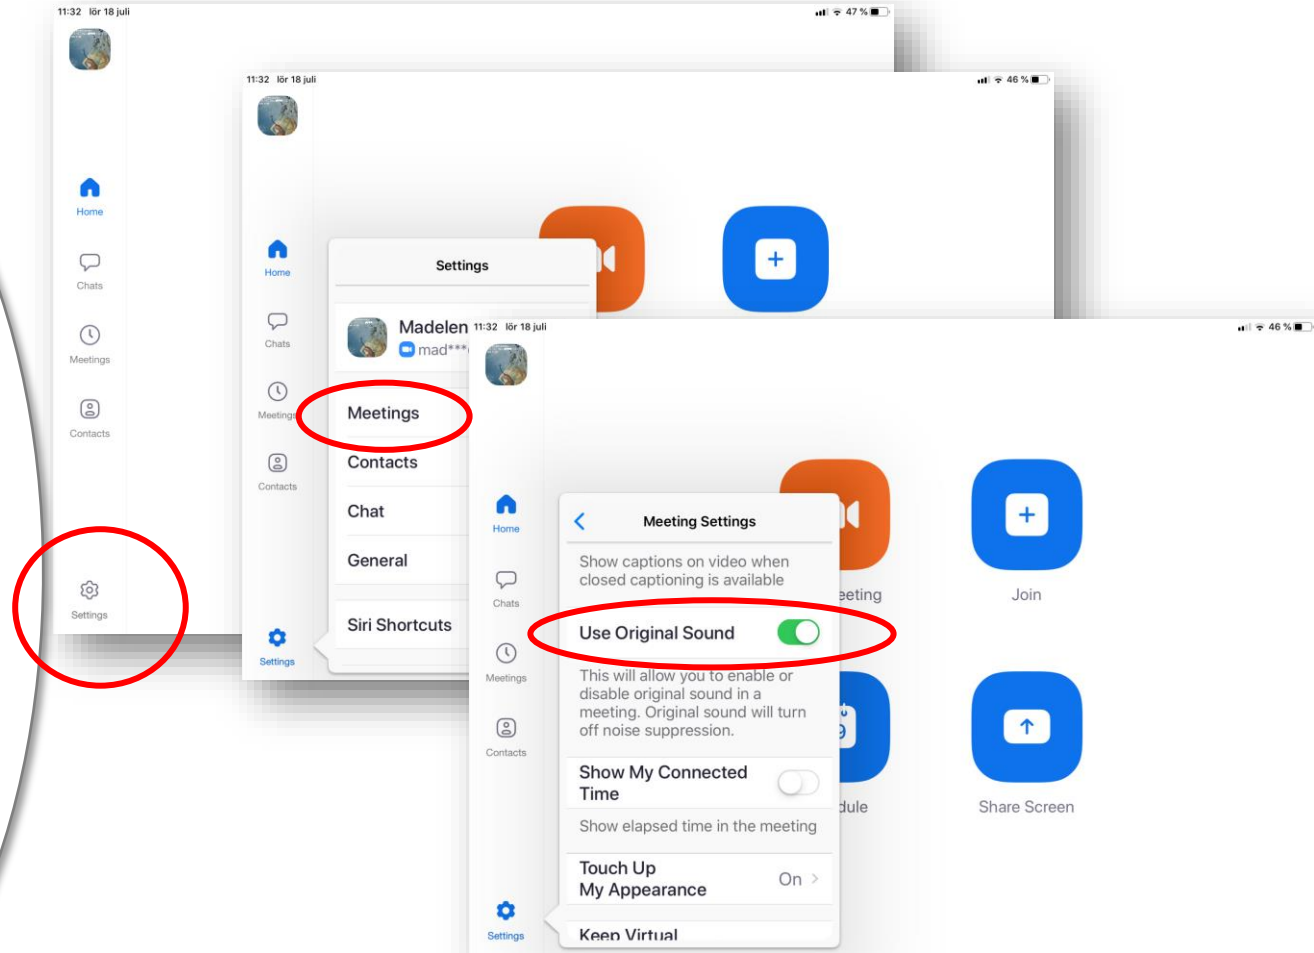 11:32 lör 18 juli
47 %
Home
Chats
Meetings
Contacts
Settings
11:32 lör 18 juli
46 %
Home
Chats
Meetings
Contacts
Settings
Settings
Madelen
mad***
Meetings
Contacts
Chat
General
Siri Shortcuts
11:32 lör 18 juli
46 %
Home
Chats
Meetings
Contacts
Settings
Meeting Settings
Show captions on video when
closed captioning is available
Use Original Sound
This will allow you to enable or
disable original sound in a
meeting. Original sound will turn
off noise suppression.
Show My Connected
Time
Show elapsed time in the meeting
Touch Up
My Appearance
On
Keep Virtual
eeting
Join
9
dule
Share Screen